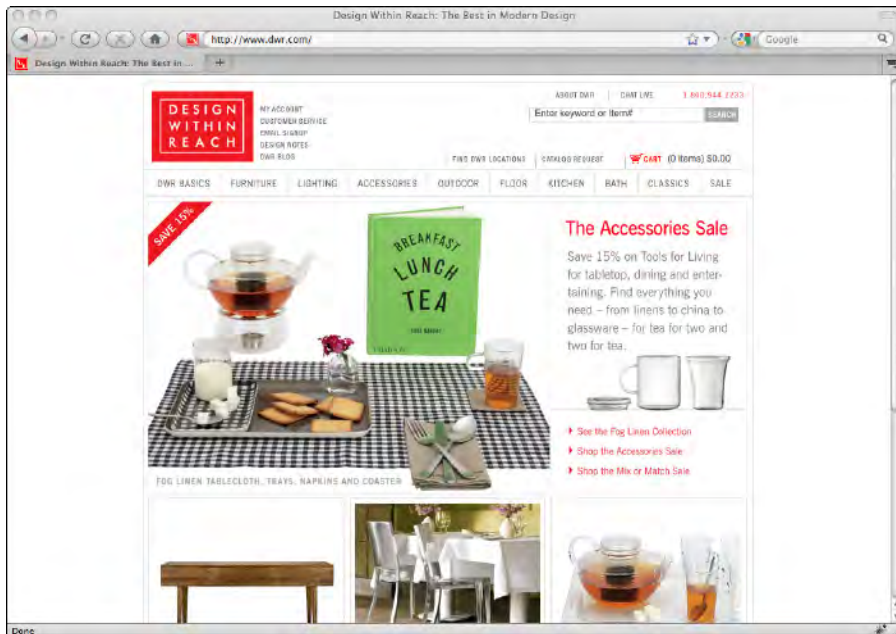 Design Within Reach: The Best in Modern Design
http://www.dwr.com/
Google
Design Within Reach: The Best in ...
DESIGN
WITHIN
REACH
MY ACCOUNT
CUSTOMER SERVICE
EMAIL SIGNUP
DESIGN NOTES
DWR BLOG
ABOUT DWR
CHAT LIVE
1.800.944.2233
Enter keyword or Item#
SEARCH
FIND DWR LOCATIONS
CATALOG REQUEST
CART (0 Items) $0.00
DWR BASICS FURNITURE LIGHTING ACCESSORIES OUTDOOR FLOOR KITCHEN BATH CLASSICS SALE
SAVE 15%
BREAKFAST
LUNCH
TEA
The Accessories Sale
Save 15% on Tools for Living
for tabletop, dining and enter-
taining. Find everything you
need – from linens to china to
glassware – for tea for two and
two for tea.
See the Fog Linen Collection
Shop the Accessories Sale
Shop the Mix or Match Sale
FOG LINEN TABLECLOTH, TRAYS, NAPKINS AND COASTER
Done